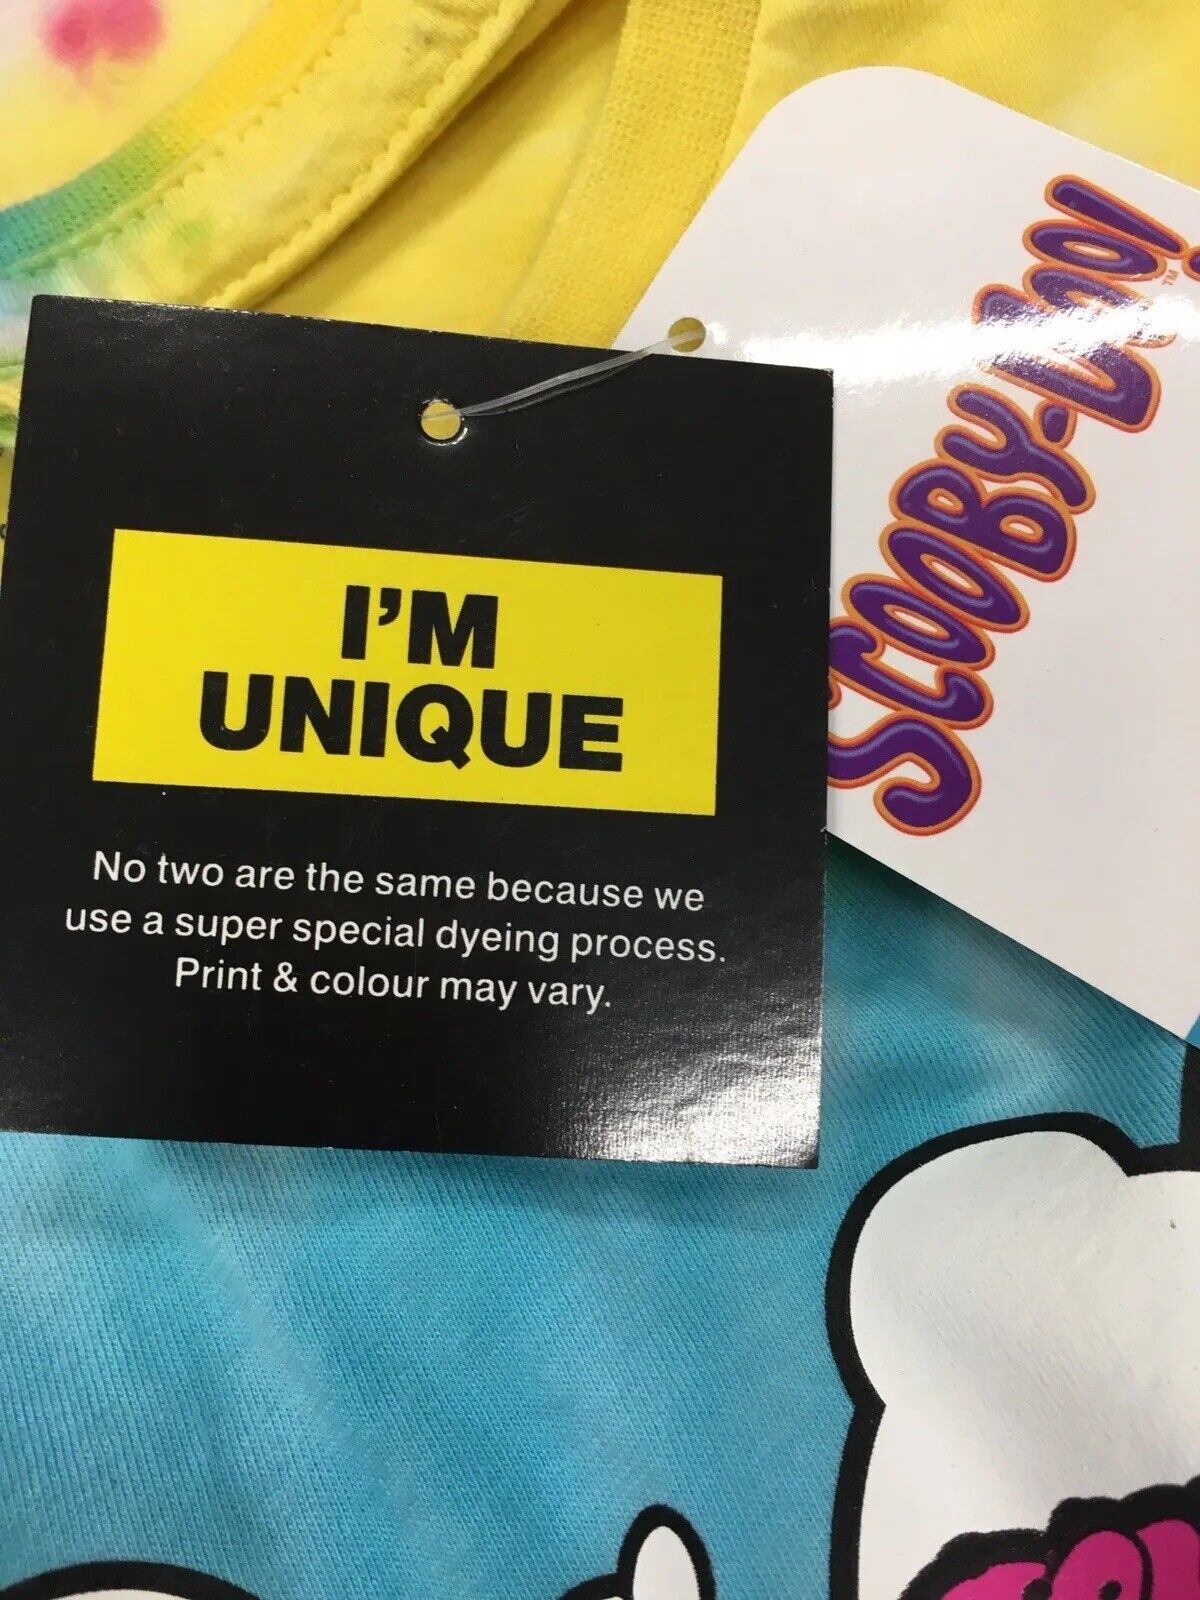 I'M
UNIQUE
No two are the same because we
use a super special dyeing process.
Print & colour may vary.
SCOOBY-DOO!
TM